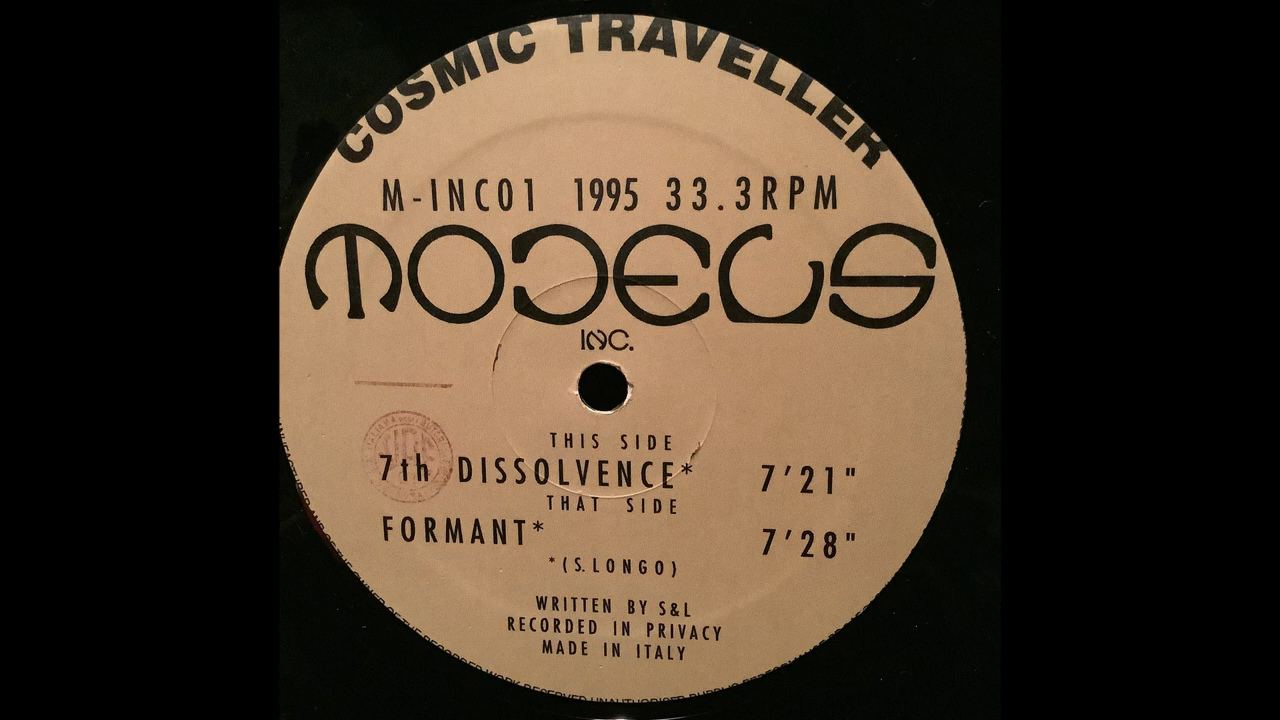 COSMIC TRAVELLER
M-INC01 1995 33.3RPM
MODELS
INC.
THIS SIDE
7th DISSOLVENCE* 7'21"
THAT SIDE
FORMANT* 7'28"
*(S.LONGO)
WRITTEN BY S&L
RECORDED IN PRIVACY
MADE IN ITALY